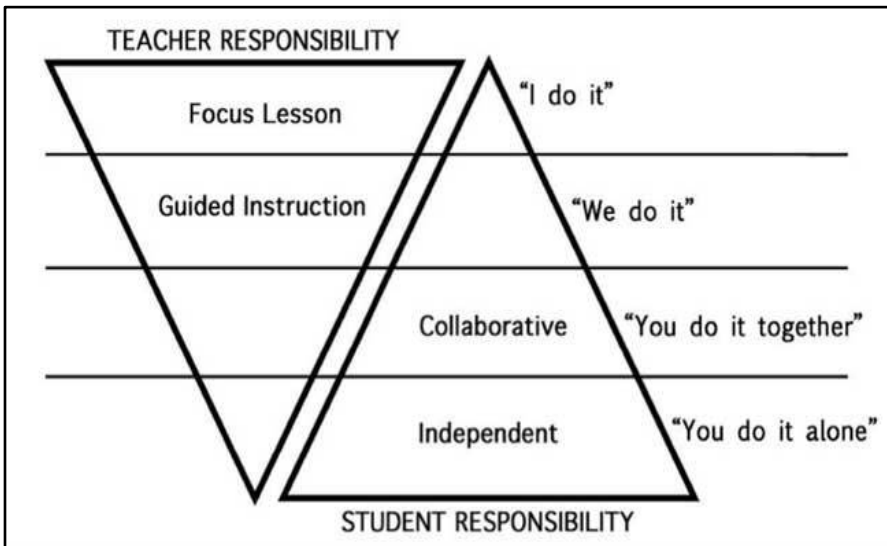 TEACHER RESPONSIBILITY
Focus Lesson
“I do it”
Guided Instruction
“We do it”
Collaborative
“You do it together”
Independent
“You do it alone”
STUDENT RESPONSIBILITY